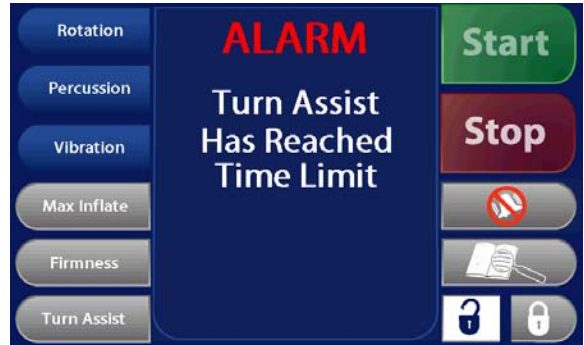 Rotation
Percussion
Vibration
Max Inflate
Firmness
Turn Assist
ALARM
Turn Assist
Has Reached
Time Limit
Start
Stop